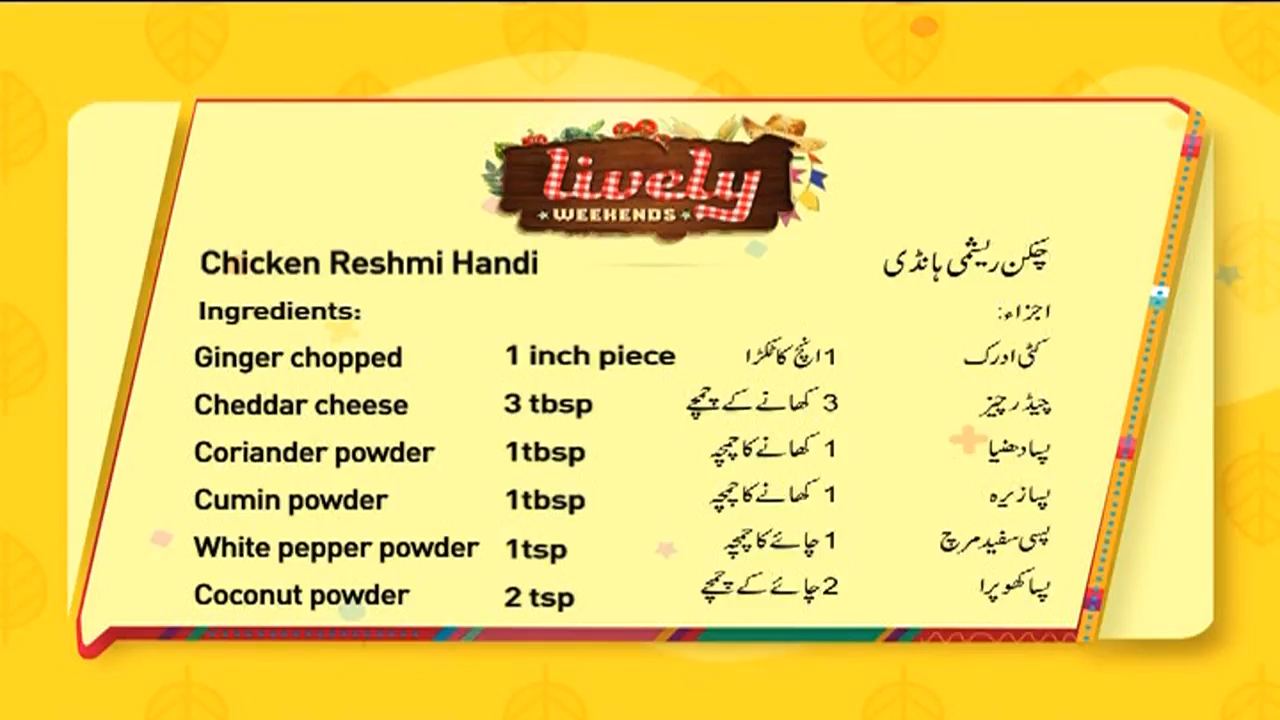 lively
WEEKENDS
Chicken Reshmi Handi چکن ریشمی ہانڈی
Ingredients: اجزاء:
Ginger chopped 1 inch piece 1 انچ کا ٹکڑا کٹی ادرک
Cheddar cheese 3 tbsp 3 کھانے کے چمچے چیڈر چیز
Coriander powder 1tbsp 1 کھانے کا چمچہ پسا دھنیا
Cumin powder 1tbsp 1 کھانے کا چمچہ پسا زیرہ
White pepper powder 1tsp 1 چائے کا چمچہ پسی سفید مرچ
Coconut powder 2 tsp 2 چائے کے چمچے پسا کھوپرا